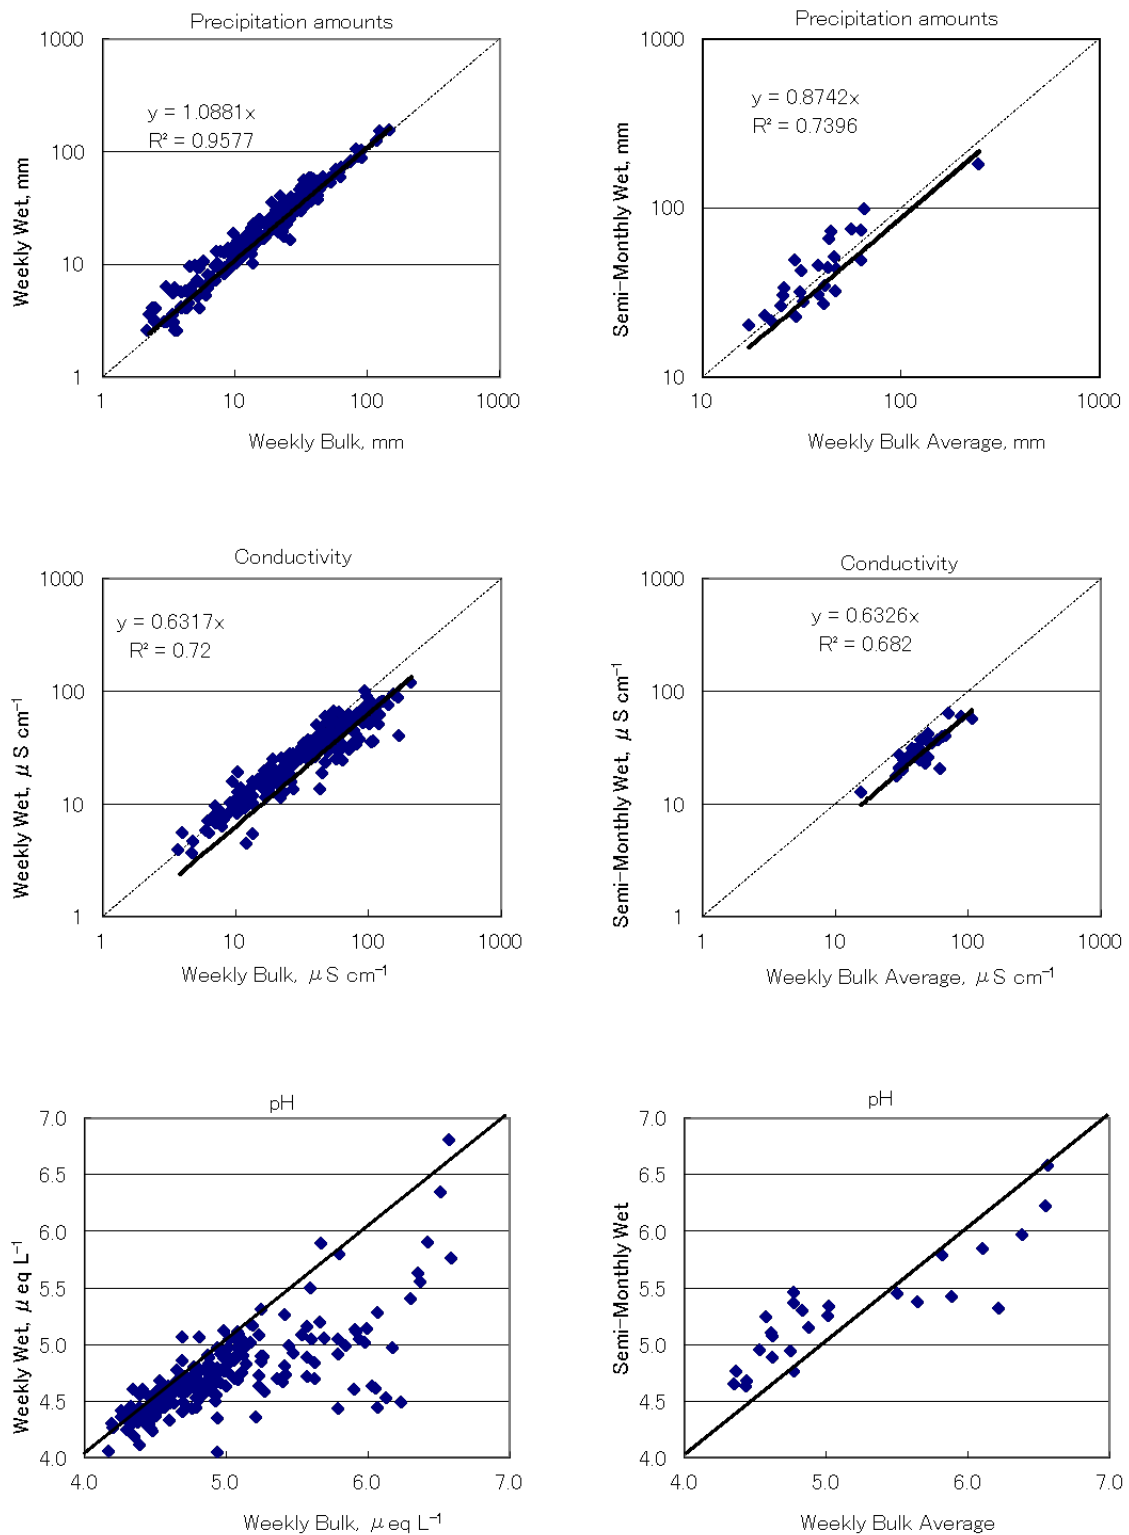 Precipitation amounts
1000
100
10
1
y = 1.0881x
R² = 0.9577
Weekly Wet, mm
1 10 100 1000
Weekly Bulk, mm
Precipitation amounts
1000
100
10
y = 0.8742x
R² = 0.7396
Semi-Monthly Wet, mm
10 100 1000
Weekly Bulk Average, mm
Conductivity
1000
100
10
1
y = 0.6317x
R² = 0.72
Weekly Wet, μS cm⁻¹
1 10 100 1000
Weekly Bulk, μS cm⁻¹
Conductivity
1000
100
10
1
y = 0.6326x
R² = 0.682
Semi-Monthly Wet, μS cm⁻¹
1 10 100 1000
Weekly Bulk Average, μS cm⁻¹
pH
7.0
6.5
6.0
5.5
5.0
4.5
4.0
Weekly Wet, μeq L⁻¹
4.0 5.0 6.0 7.0
Weekly Bulk, μeq L⁻¹
pH
7.0
6.5
6.0
5.5
5.0
4.5
4.0
Semi-Monthly Wet
4.0 5.0 6.0 7.0
Weekly Bulk Average